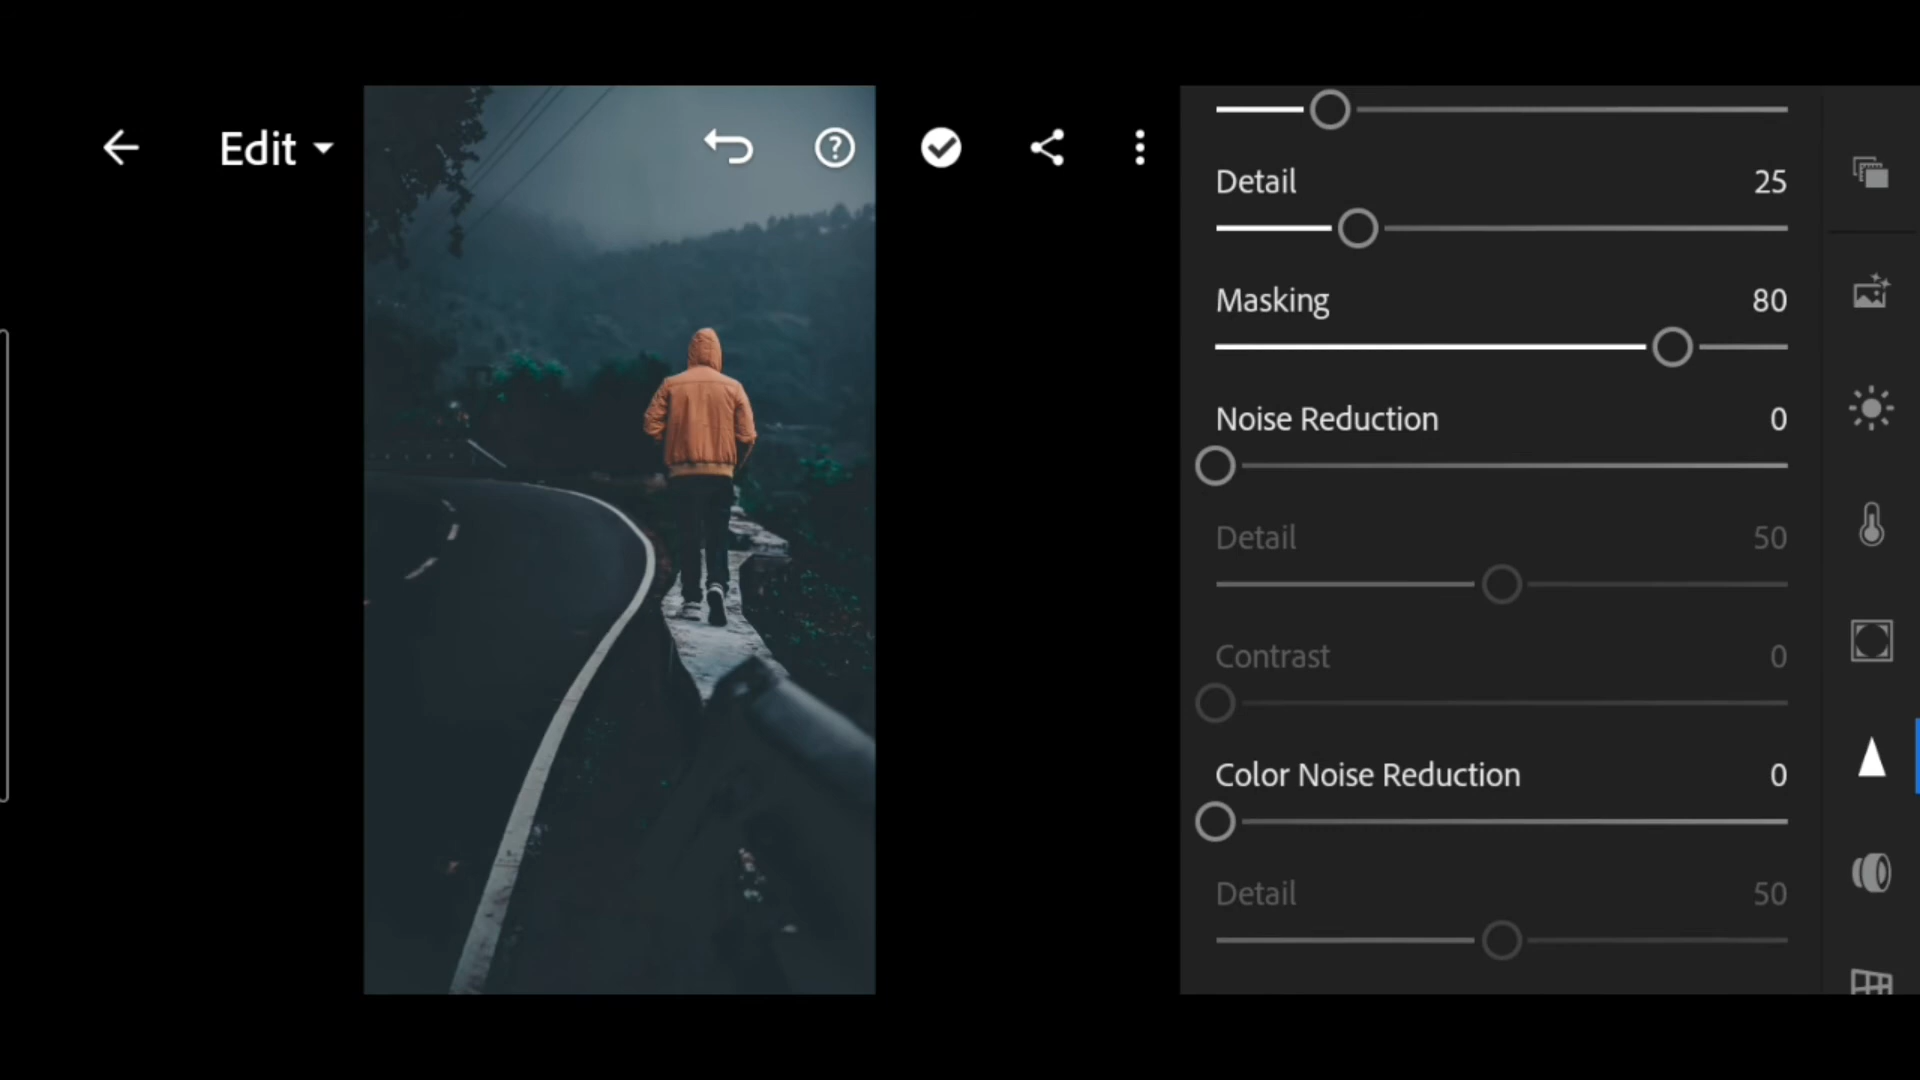 Edit
Detail 25
Masking 80
Noise Reduction 0
Detail 50
Contrast 0
Color Noise Reduction 0
Detail 50